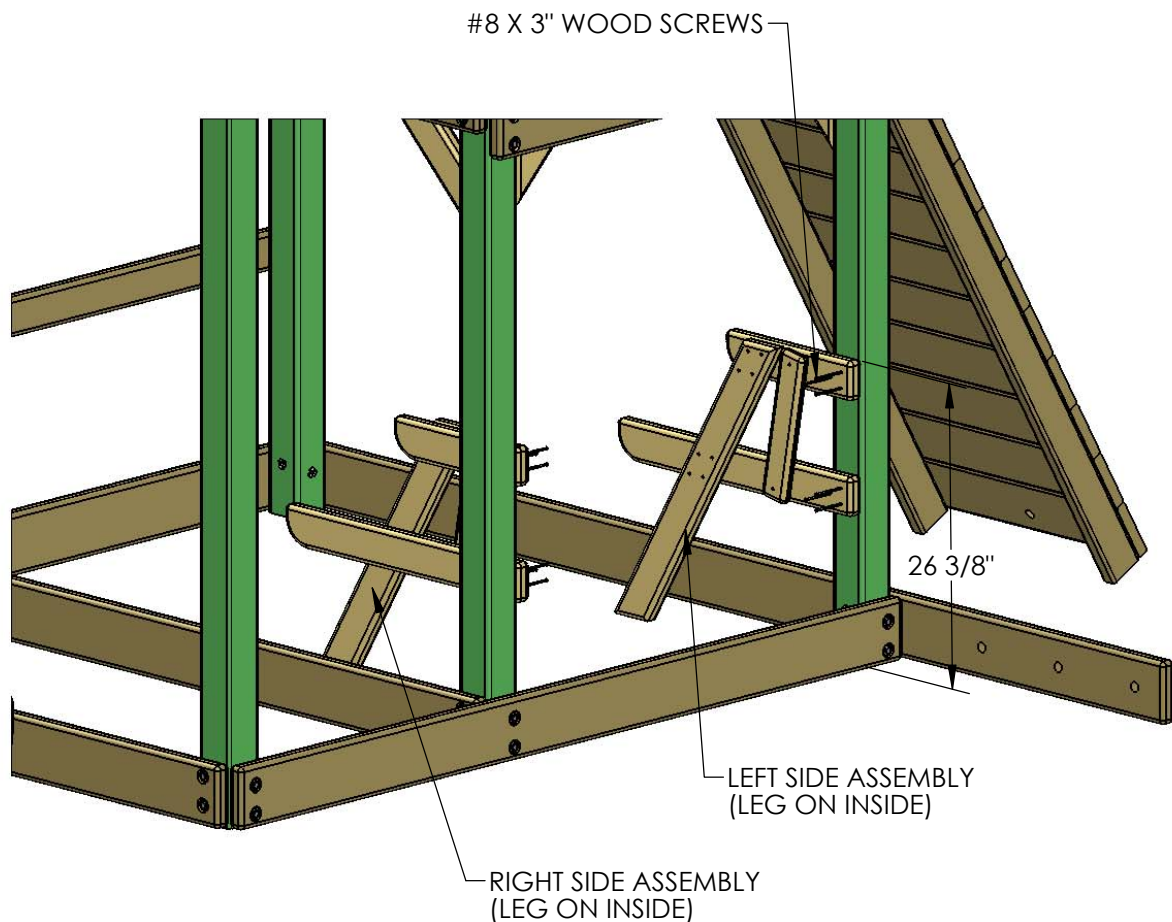 #8 X 3" WOOD SCREWS
26 3/8"
LEFT SIDE ASSEMBLY
(LEG ON INSIDE)
RIGHT SIDE ASSEMBLY
(LEG ON INSIDE)